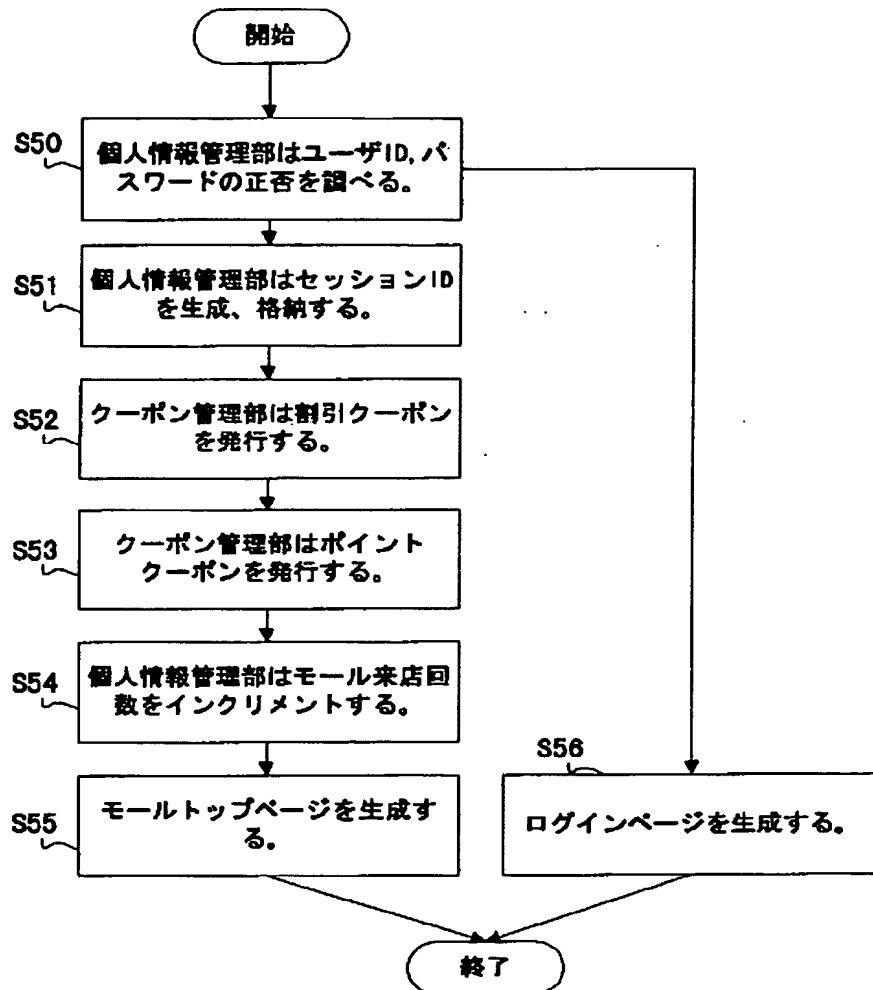 開始
S50
個人情報管理部はユーザID,パ
スワードの正否を調べる。
S51
個人情報管理部はセッションID
を生成、格納する。
S52
クーポン管理部は割引クーポン
を発行する。
S53
クーポン管理部はポイント
クーポンを発行する。
S54
個人情報管理部はモール来店回
数をインクリメントする。
S55
モールトップページを生成す
る。
S56
ログインページを生成する。
終了